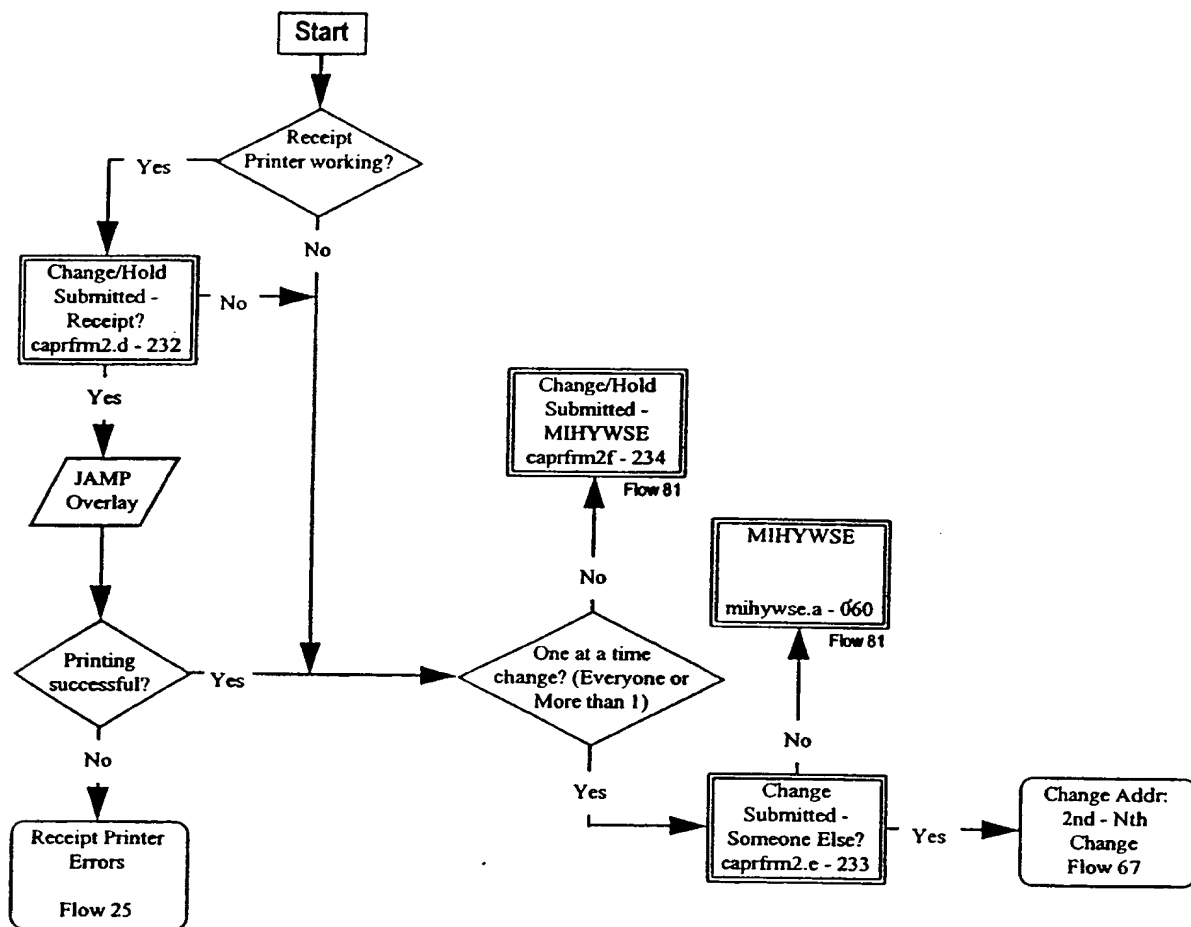 Start
Receipt
Printer working?
Yes
No
Change/Hold
Submitted -
Receipt?
caprfrm2.d - 232
No
Yes
JAMP
Overlay
Printing
successful?
Yes
No
Receipt Printer
Errors
Flow 25
Change/Hold
Submitted -
MIHYWSE
caprfrm2f - 234
Flow 81
No
One at a time
change? (Everyone or
More than 1)
Yes
MIHYWSE
mihywse.a - 060
Flow 81
No
Change
Submitted -
Someone Else?
caprfrm2.e - 233
Yes
Change Addr:
2nd - Nth
Change
Flow 67